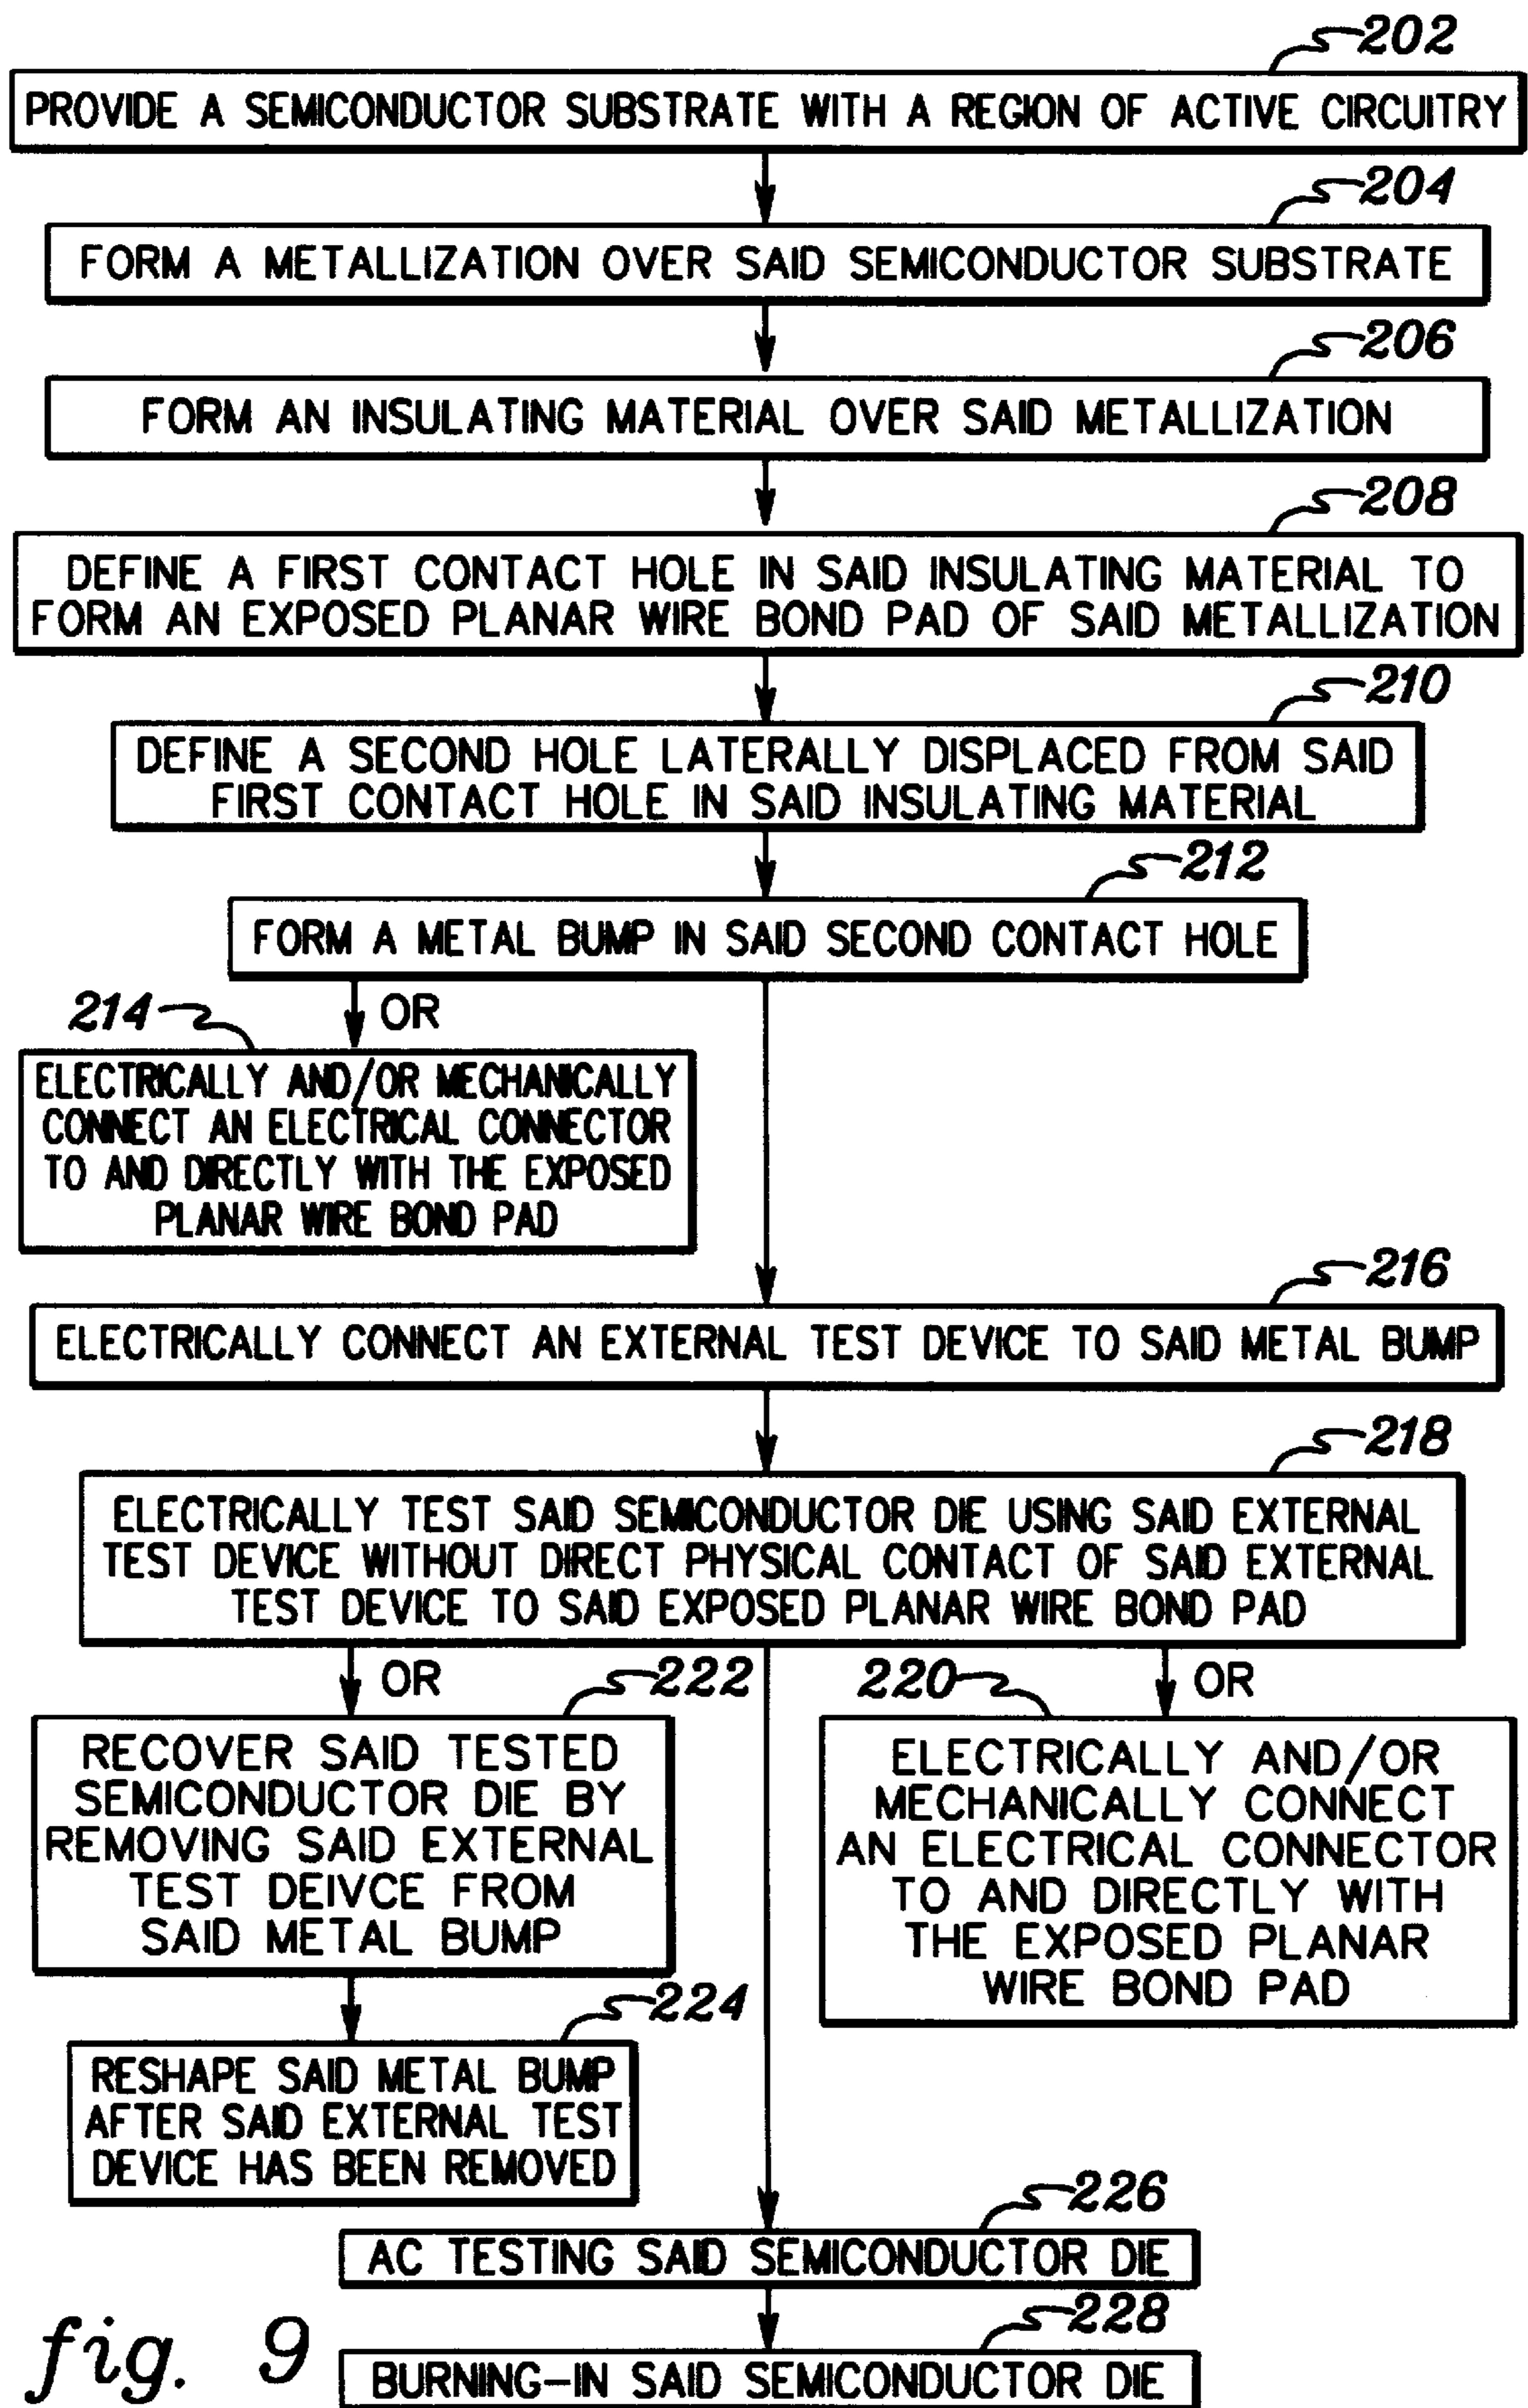 202
PROVIDE A SEMICONDUCTOR SUBSTRATE WITH A REGION OF ACTIVE CIRCUITRY
204
FORM A METALLIZATION OVER SAID SEMICONDUCTOR SUBSTRATE
206
FORM AN INSULATING MATERIAL OVER SAID METALLIZATION
208
DEFINE A FIRST CONTACT HOLE IN SAID INSULATING MATERIAL TO
FORM AN EXPOSED PLANAR WIRE BOND PAD OF SAID METALLIZATION
210
DEFINE A SECOND HOLE LATERALLY DISPLACED FROM SAID
FIRST CONTACT HOLE IN SAID INSULATING MATERIAL
212
FORM A METAL BUMP IN SAID SECOND CONTACT HOLE
214
OR
ELECTRICALLY AND/OR MECHANICALLY
CONNECT AN ELECTRICAL CONNECTOR
TO AND DIRECTLY WITH THE EXPOSED
PLANAR WIRE BOND PAD
216
ELECTRICALLY CONNECT AN EXTERNAL TEST DEVICE TO SAID METAL BUMP
218
ELECTRICALLY TEST SAID SEMICONDUCTOR DIE USING SAID EXTERNAL
TEST DEVICE WITHOUT DIRECT PHYSICAL CONTACT OF SAID EXTERNAL
TEST DEVICE TO SAID EXPOSED PLANAR WIRE BOND PAD
OR
222
RECOVER SAID TESTED
SEMICONDUCTOR DIE BY
REMOVING SAID EXTERNAL
TEST DEIVCE FROM
SAID METAL BUMP
220
OR
ELECTRICALLY AND/OR
MECHANICALLY CONNECT
AN ELECTRICAL CONNECTOR
TO AND DIRECTLY WITH
THE EXPOSED PLANAR
WIRE BOND PAD
224
RESHAPE SAID METAL BUMP
AFTER SAID EXTERNAL TEST
DEVICE HAS BEEN REMOVED
226
AC TESTING SAID SEMICONDUCTOR DIE
228
BURNING-IN SAID SEMICONDUCTOR DIE
fig. 9